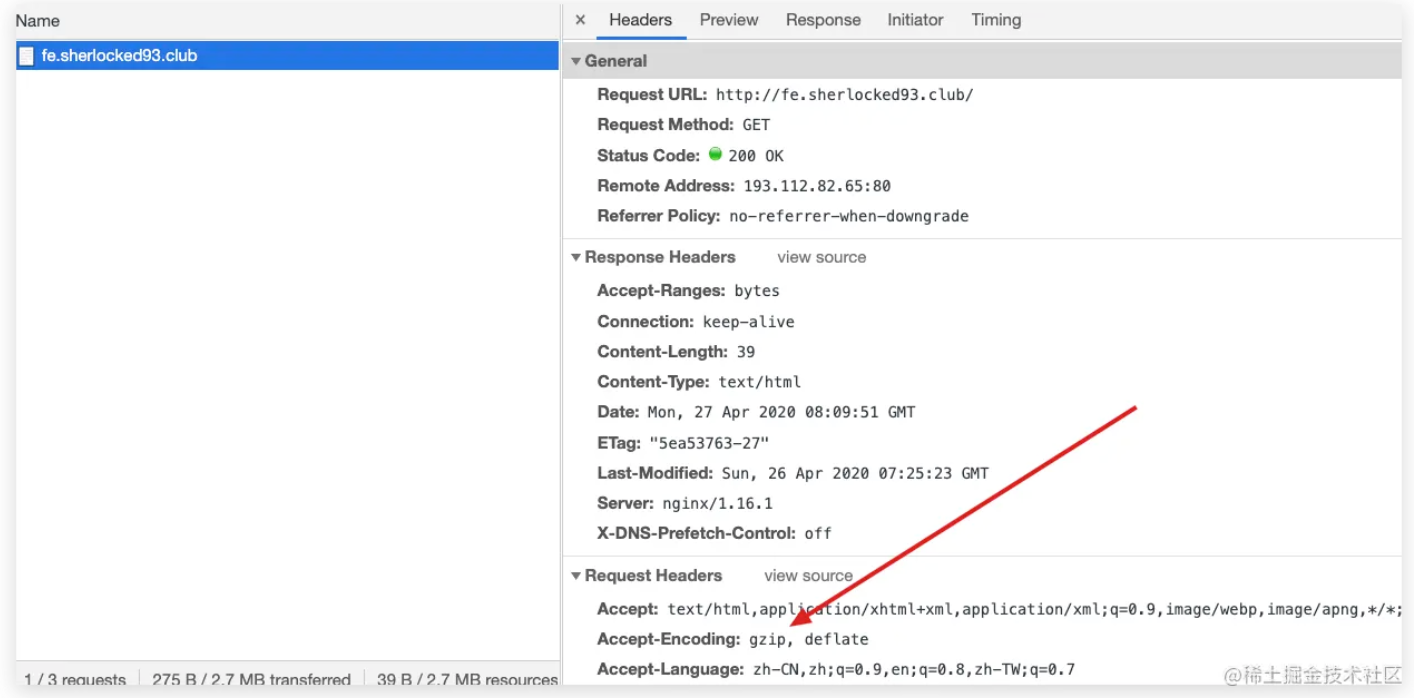 Name
fe.sherlocked93.club
1 / 3 requests 275 B / 2.7 MB transferred 39 B / 2.7 MB resources
× Headers Preview Response Initiator Timing
General
Request URL: http://fe.sherlocked93.club/
Request Method: GET
Status Code: 200 OK
Remote Address: 193.112.82.65:80
Referrer Policy: no-referrer-when-downgrade
Response Headers view source
Accept-Ranges: bytes
Connection: keep-alive
Content-Length: 39
Content-Type: text/html
Date: Mon, 27 Apr 2020 08:09:51 GMT
ETag: "5ea53763-27"
Last-Modified: Sun, 26 Apr 2020 07:25:23 GMT
Server: nginx/1.16.1
X-DNS-Prefetch-Control: off
Request Headers view source
Accept: text/html,application/xhtml+xml,application/xml;q=0.9,image/webp,image/apng,*/*;
Accept-Encoding: gzip, deflate
Accept-Language: zh-CN,zh;q=0.9,en;q=0.8,zh-TW;q=0.7
@稀土掘金技术社区